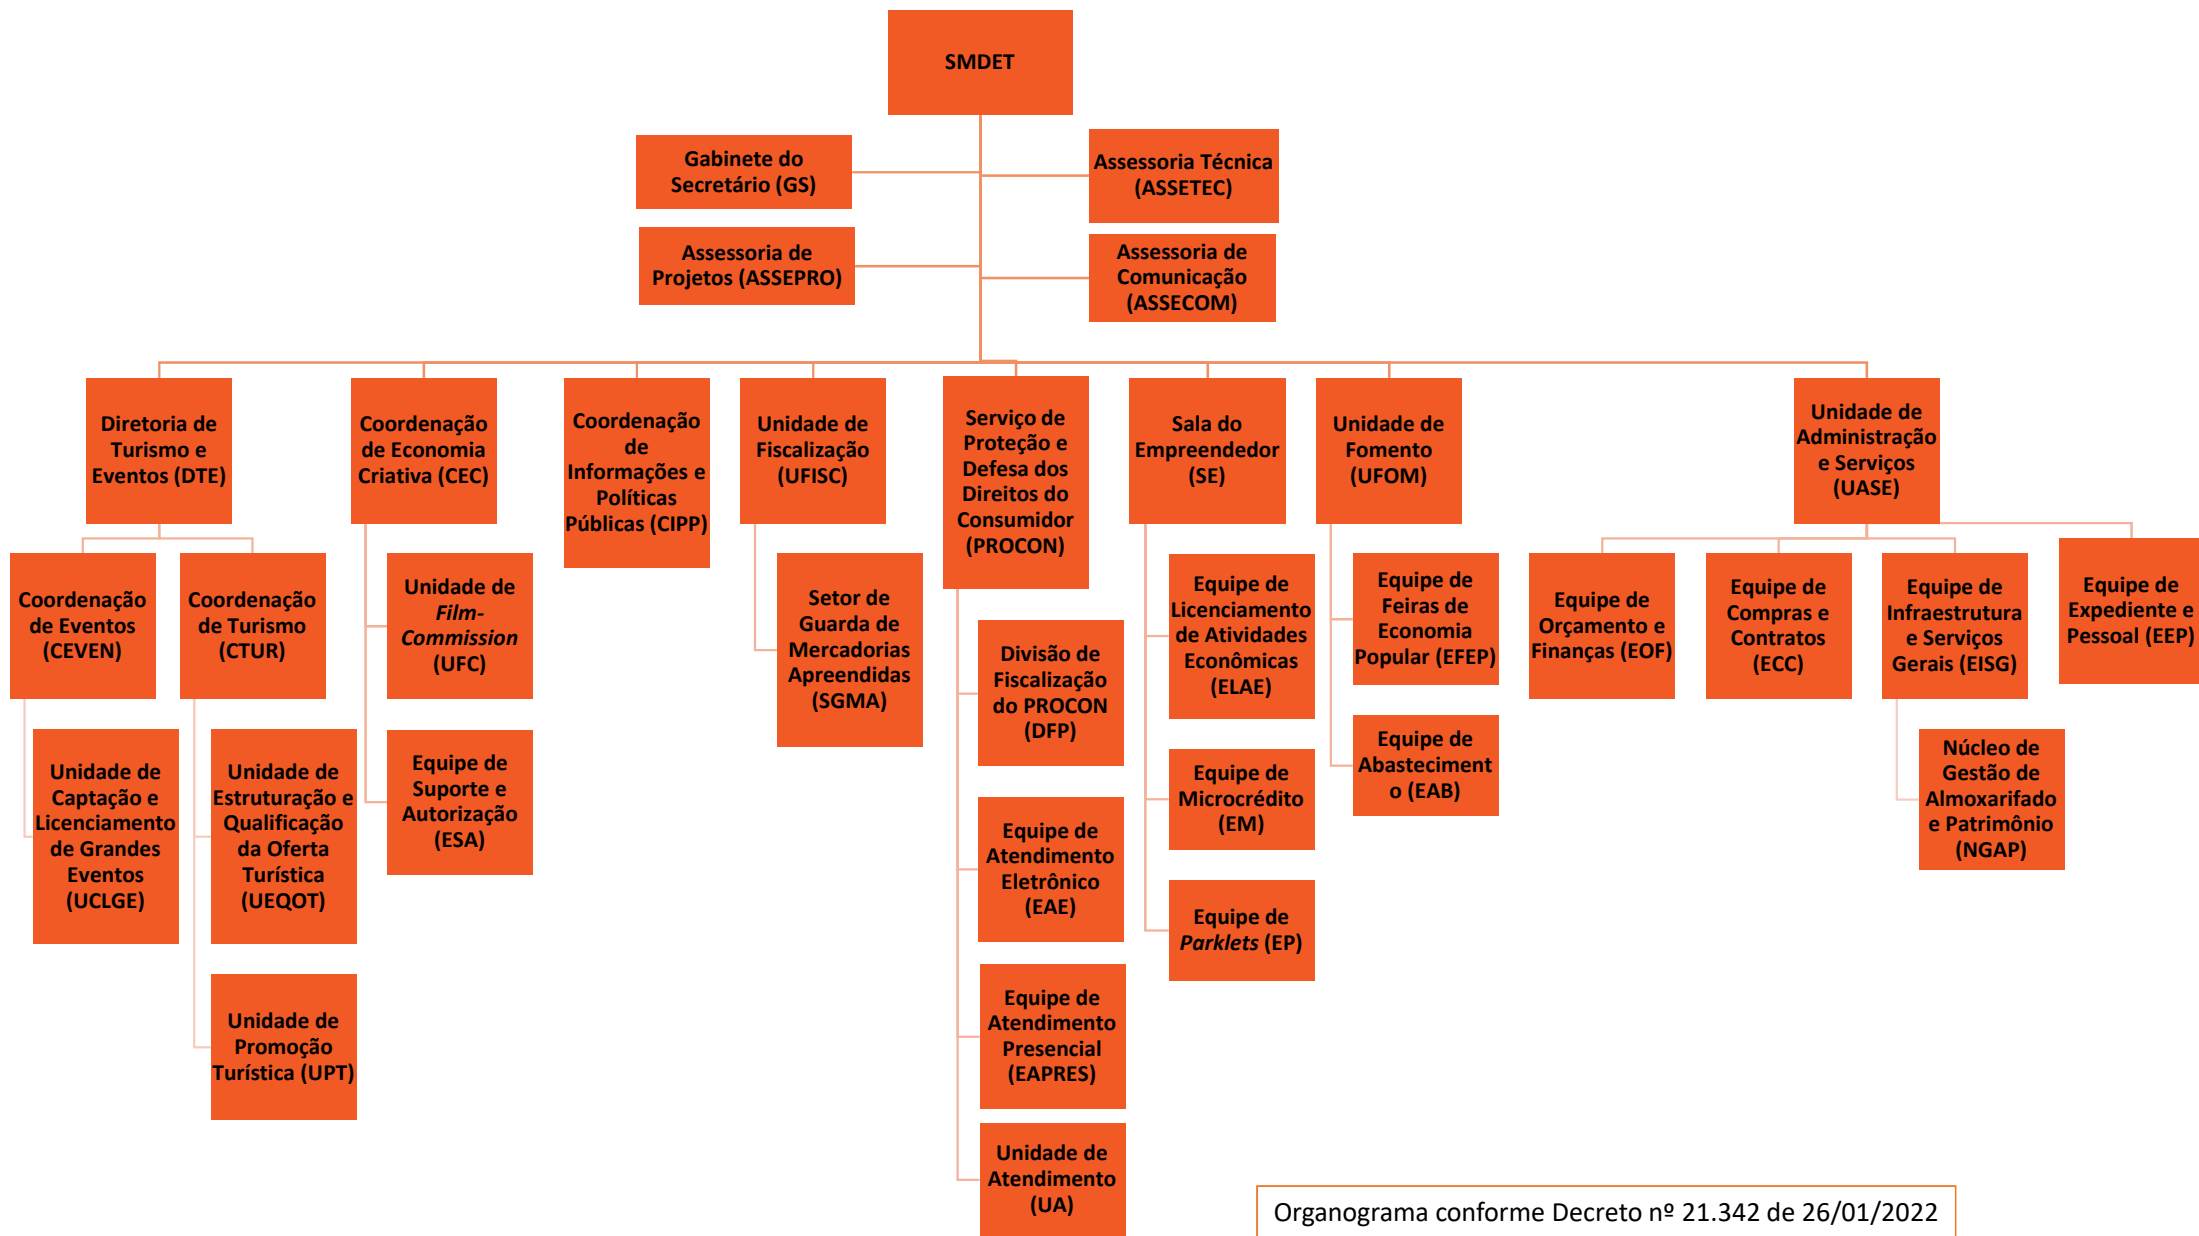 SMDET
Gabinete do
Secretário (GS)
Assessoria Técnica
(ASSETEC)
Assessoria de
Projetos (ASSEPRO)
Assessoria de
Comunicação
(ASSECOM)
Diretoria de
Turismo e
Eventos (DTE)
Coordenação
de Economia
Criativa (CEC)
Coordenação
de
Informações e
Políticas
Públicas (CIPP)
Unidade de
Fiscalização
(UFISC)
Serviço de
Proteção e
Defesa dos
Direitos do
Consumidor
(PROCON)
Sala do
Empreendedor
(SE)
Unidade de
Fomento
(UFOM)
Unidade de
Administração
e Serviços
(UASE)
Coordenação
de Eventos
(CEVEN)
Coordenação
de Turismo
(CTUR)
Unidade de
Film-
Commission
(UFC)
Setor de
Guarda de
Mercadorias
Apreendidas
(SGMA)
Divisão de
Fiscalização
do PROCON
(DFP)
Equipe de
Licenciamento
de Atividades
Econômicas
(ELAE)
Equipe de
Feiras de
Economia
Popular (EFEP)
Equipe de
Orçamento e
Finanças (EOF)
Equipe de
Compras e
Contratos
(ECC)
Equipe de
Infraestrutura
e Serviços
Gerais (EISG)
Equipe de
Expediente e
Pessoal (EEP)
Unidade de
Captação e
Licenciamento
de Grandes
Eventos
(UCLGE)
Unidade de
Estruturação e
Qualificação
da Oferta
Turística
(UEQOT)
Equipe de
Suporte e
Autorização
(ESA)
Equipe de
Atendimento
Eletrônico
(EAE)
Equipe de
Microcrédito
(EM)
Equipe de
Abasteciment
o (EAB)
Núcleo de
Gestão de
Almoxarifado
e Patrimônio
(NGAP)
Equipe de
Parklets (EP)
Unidade de
Promoção
Turística (UPT)
Equipe de
Atendimento
Presencial
(EAPRES)
Unidade de
Atendimento
(UA)
Organograma conforme Decreto nº 21.342 de 26/01/2022